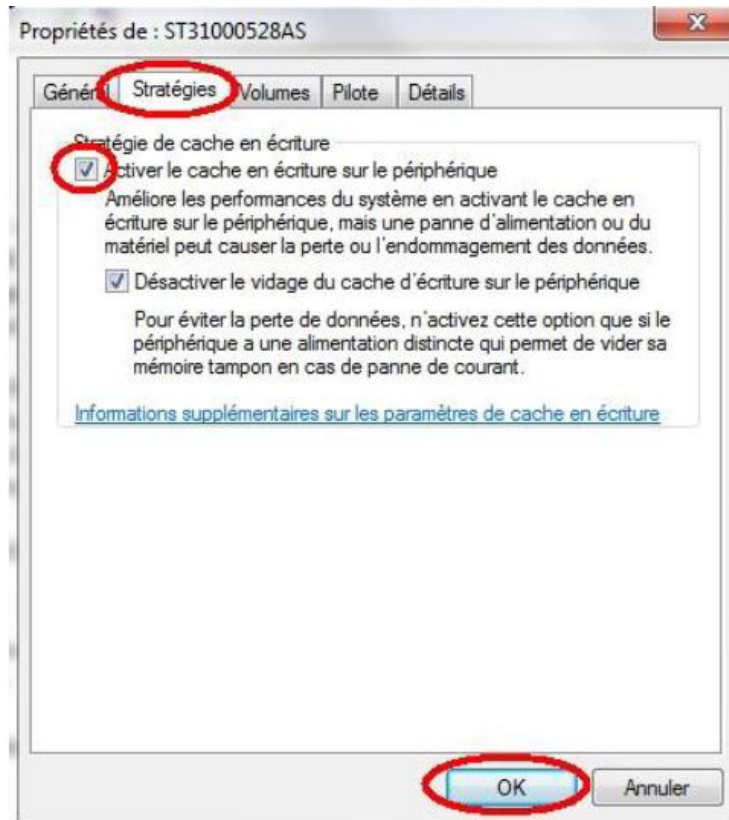 Propriétés de : ST31000528AS
Général Stratégies Volumes Pilote Détails
Stratégie de cache en écriture
Activer le cache en écriture sur le périphérique
Améliore les performances du système en activant le cache en
écriture sur le périphérique, mais une panne d'alimentation ou du
matériel peut causer la perte ou l'endommagement des données.
Désactiver le vidage du cache d'écriture sur le périphérique
Pour éviter la perte de données, n'activez cette option que si le
périphérique a une alimentation distincte qui permet de vider sa
mémoire tampon en cas de panne de courant.
Informations supplémentaires sur les paramètres de cache en écriture
OK Annuler